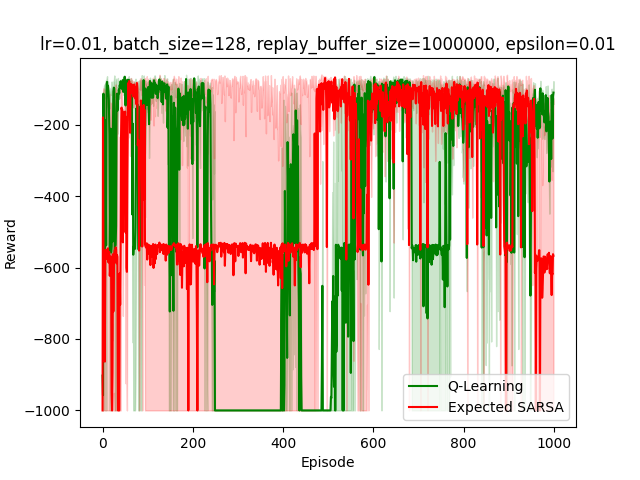 lr=0.01, batch_size=128, replay_buffer_size=1000000, epsilon=0.01
−200
−400
−600
−800
−1000
Reward
0
200
400
600
800
1000
Episode
Q-Learning
Expected SARSA